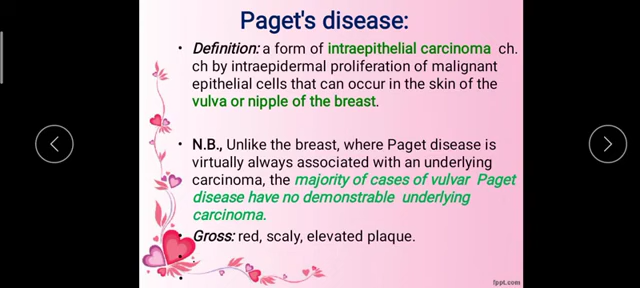 Paget's disease:
• Definition: a form of intraepithelial carcinoma ch.
ch by intraepidermal proliferation of malignant
epithelial cells that can occur in the skin of the
vulva or nipple of the breast.
• N.B., Unlike the breast, where Paget disease is
virtually always associated with an underlying
carcinoma, the majority of cases of vulvar Paget
disease have no demonstrable underlying
carcinoma.
• Gross: red, scaly, elevated plaque.
fppt.com